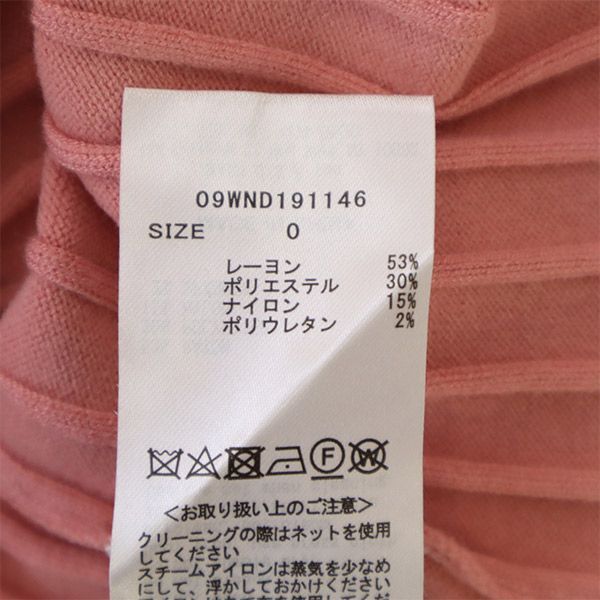 09WND191146
SIZE 0
レーヨン 53%
ポリエステル 30%
ナイロン 15%
ポリウレタン 2%
F W
<お取り扱い上のご注意>
クリーニングの際はネットを使用
してください
スチームアイロンは蒸気を少なめ
にして、浮かしておかけください